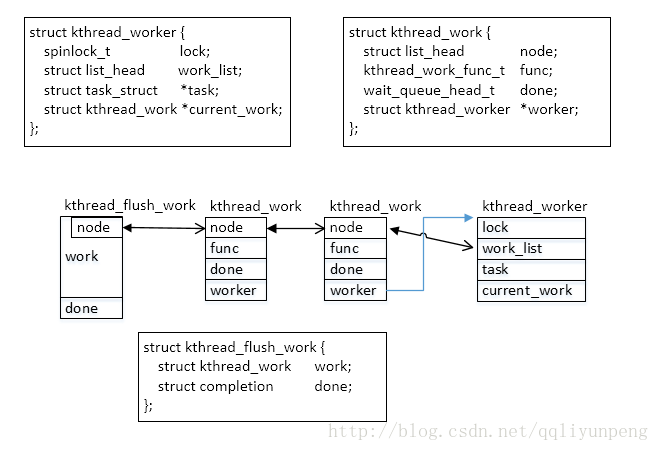 struct kthread_worker {
spinlock_t lock;
struct list_head work_list;
struct task_struct *task;
struct kthread_work *current_work;
};
struct kthread_work {
struct list_head node;
kthread_work_func_t func;
wait_queue_head_t done;
struct kthread_worker *worker;
};
kthread_flush_work
node
work
done
kthread_work
node
func
done
worker
kthread_work
node
func
done
worker
kthread_worker
lock
work_list
task
current_work
struct kthread_flush_work {
struct kthread_work work;
struct completion done;
};
http://blog.csdn.net/qqliyunpeng